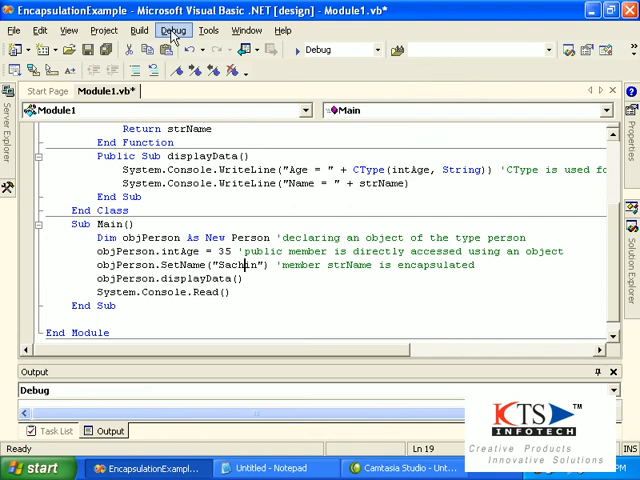 EncapsulationExample - Microsoft Visual Basic .NET [design] - Module1.vb*
File Edit View Project Build Debug Tools Window Help
Debug
Start Page Module1.vb*
Module1 Main
Return strName
End Function
Public Sub displayData()
System.Console.WriteLine("Age = " + CType(intAge, String)) 'CType is used fo
System.Console.WriteLine("Name = " + strName)
End Sub
End Class
Sub Main()
Dim objPerson As New Person 'declaring an object of the type person
objPerson.intAge = 35 'public member is directly accessed using an object
objPerson.SetName("Sachin") 'member strName is encapsulated
objPerson.displayData()
System.Console.Read()
End Sub
End Module
Server Explorer
Properties
Solution Explorer
Output
Debug
Task List Output
Ready Ln 19 INS
KTS TM
INFOTECH
Creative Products
Innovative Solutions
start EncapsulationExampl... Untitled - Notepad Camtasia Studio - Unt... PM